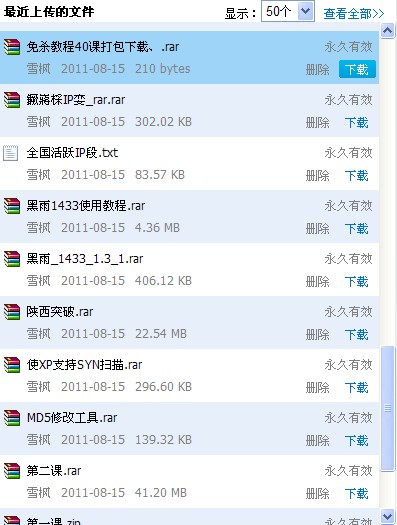 最近上传的文件 显示： 50个 查看全部>>
免杀教程40课打包下载、.rar 永久有效
雪枫 2011-08-15 210 bytes 删除 下载
永久有效
雪枫 2011-08-15 302.02 KB 删除 下载
全国活跃IP段.txt 永久有效
雪枫 2011-08-15 83.57 KB 删除 下载
黑雨1433使用教程.rar 永久有效
雪枫 2011-08-15 4.36 MB 删除 下载
黑雨_1433_1.3_1.rar 永久有效
雪枫 2011-08-15 406.12 KB 删除 下载
陕西突破.rar 永久有效
雪枫 2011-08-15 22.54 MB 删除 下载
使XP支持SYN扫描.rar 永久有效
雪枫 2011-08-15 296.60 KB 删除 下载
MD5修改工具.rar 永久有效
雪枫 2011-08-15 139.32 KB 删除 下载
第二课.rar 永久有效
雪枫 2011-08-15 41.20 MB 删除 下载
第一课.zip 永久有效